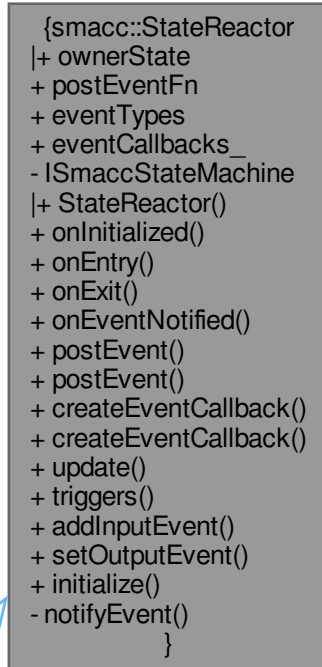 {smacc::StateReactor
|+ ownerState
+ postEventFn
+ eventTypes
+ eventCallbacks_
- ISmaccStateMachine
|+ StateReactor()
+ onInitialized()
+ onEntry()
+ onExit()
+ onEventNotified()
+ postEvent()
+ postEvent()
+ createEventCallback()
+ createEventCallback()
+ update()
+ triggers()
+ addInputEvent()
+ setOutputEvent()
+ initialize()
- notifyEvent()
}